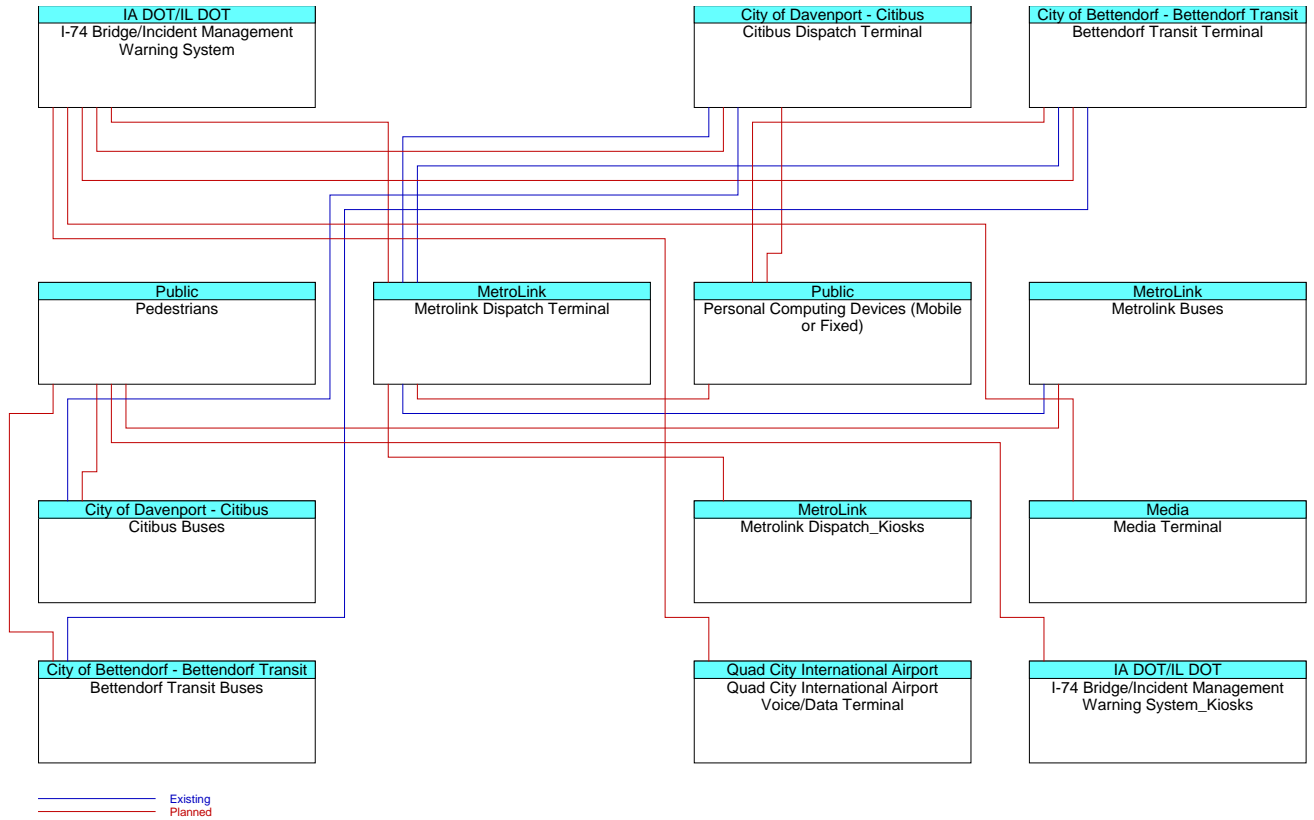 IA DOT/IL DOT
I-74 Bridge/Incident Management
Warning System
City of Davenport - Citibus
Citibus Dispatch Terminal
City of Bettendorf - Bettendorf Transit
Bettendorf Transit Terminal
Public
Pedestrians
MetroLink
Metrolink Dispatch Terminal
Public
Personal Computing Devices (Mobile
or Fixed)
MetroLink
Metrolink Buses
City of Davenport - Citibus
Citibus Buses
MetroLink
Metrolink Dispatch_Kiosks
Media
Media Terminal
City of Bettendorf - Bettendorf Transit
Bettendorf Transit Buses
Quad City International Airport
Quad City International Airport
Voice/Data Terminal
IA DOT/IL DOT
I-74 Bridge/Incident Management
Warning System_Kiosks
Existing
Planned